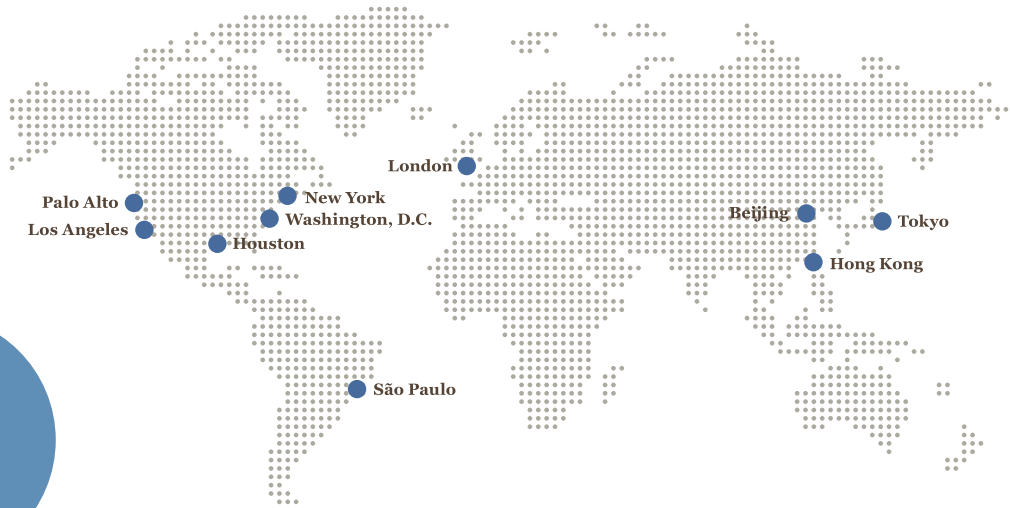 London
New York
Palo Alto
Washington, D.C.
Beijing
Tokyo
Los Angeles
Houston
Hong Kong
São Paulo